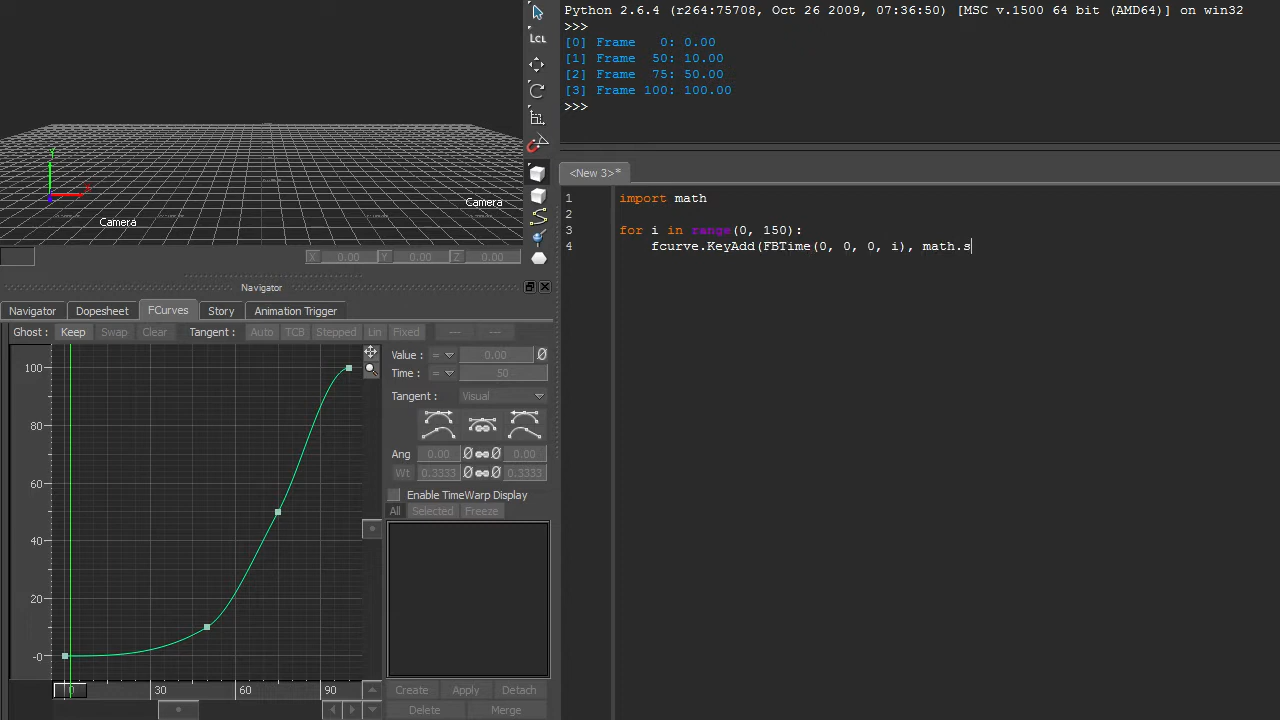 Python 2.6.4 (r264:75708, Oct 26 2009, 07:36:50) [MSC v.1500 64 bit (AMD64)] on win32
>>>
[0] Frame   0: 0.00
[1] Frame  50: 10.00
[2] Frame  75: 50.00
[3] Frame 100: 100.00
>>>
LCL
Y
X
Camera
Camera
X 0.00 Y 0.00 Z 0.00
<New 3>*
1 import math
2
3 for i in range(0, 150):
4     fcurve.KeyAdd(FBTime(0, 0, 0, i), math.s
Navigator
Navigator Dopesheet FCurves Story Animation Trigger
Ghost : Keep Swap Clear Tangent : Auto TCB Stepped Lin Fixed --- ---
Value : = 0.00
Time : = 50
Tangent : Visual
Ang 0.00 0.00
Wt 0.3333 0.3333
Enable TimeWarp Display
All Selected Freeze
100
80
60
40
20
-0
0 30 60 90
Create Apply Detach
Delete Merge